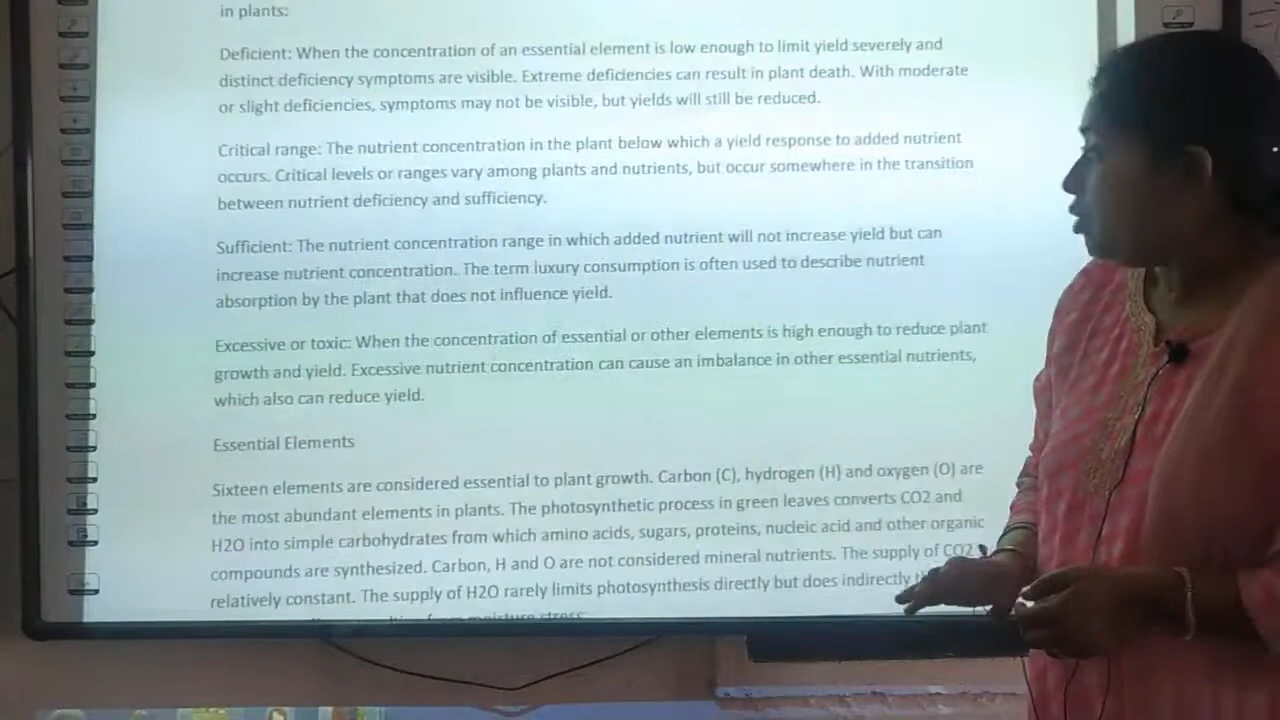 in plants:
Deficient: When the concentration of an essential element is low enough to limit yield severely and
distinct deficiency symptoms are visible. Extreme deficiencies can result in plant death. With moderate
or slight deficiencies, symptoms may not be visible, but yields will still be reduced.
Critical range: The nutrient concentration in the plant below which a yield response to added nutrient
occurs. Critical levels or ranges vary among plants and nutrients, but occur somewhere in the transition
between nutrient deficiency and sufficiency.
Sufficient: The nutrient concentration range in which added nutrient will not increase yield but can
increase nutrient concentration. The term luxury consumption is often used to describe nutrient
absorption by the plant that does not influence yield.
Excessive or toxic: When the concentration of essential or other elements is high enough to reduce plant
growth and yield. Excessive nutrient concentration can cause an imbalance in other essential nutrients,
which also can reduce yield.
Essential Elements
Sixteen elements are considered essential to plant growth. Carbon (C), hydrogen (H) and oxygen (O) are
the most abundant elements in plants. The photosynthetic process in green leaves converts CO2 and
H2O into simple carbohydrates from which amino acids, sugars, proteins, nucleic acid and other organic
compounds are synthesized. Carbon, H and O are not considered mineral nutrients. The supply of CO2
relatively constant. The supply of H2O rarely limits photosynthesis directly but does indirectly
moisture stress